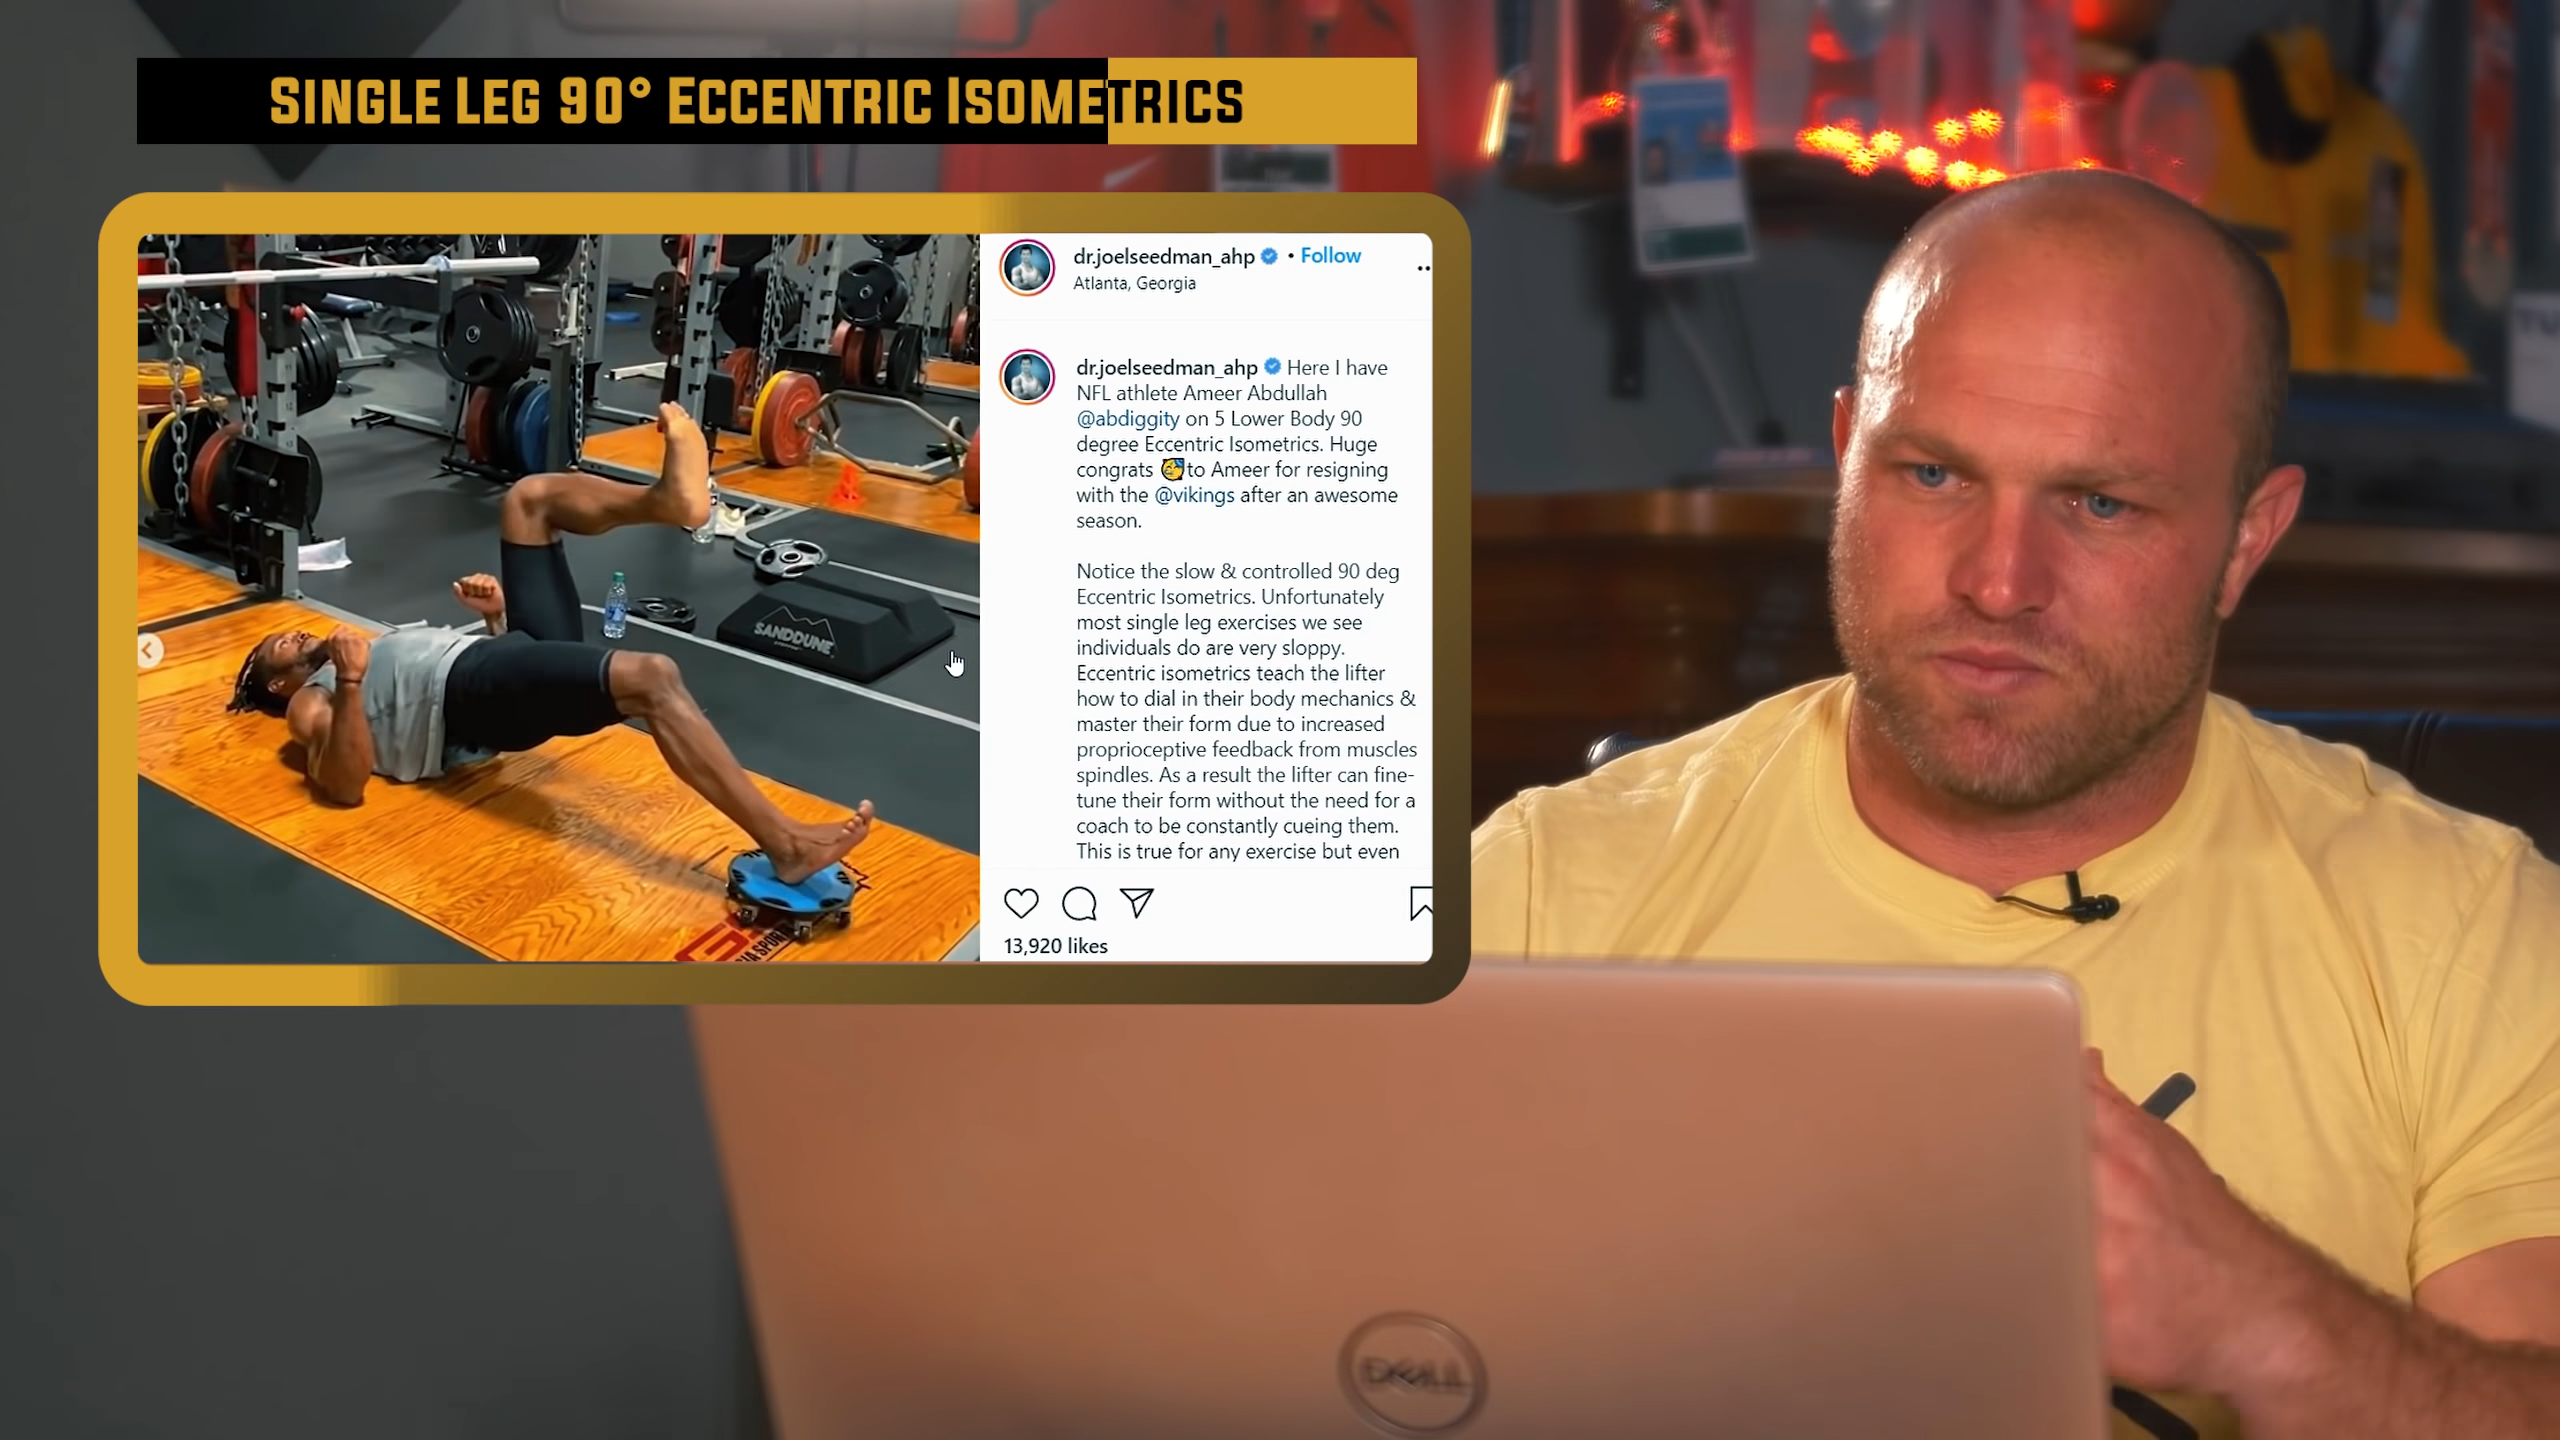 SINGLE LEG 90° ECCENTRIC ISOMETRICS
dr.joelseedman_ahp • Follow
Atlanta, Georgia
dr.joelseedman_ahp Here I have
NFL athlete Ameer Abdullah
@abdiggity on 5 Lower Body 90
degree Eccentric Isometrics. Huge
congrats 🥳to Ameer for resigning
with the @vikings after an awesome
season.
Notice the slow & controlled 90 deg
Eccentric Isometrics. Unfortunately
most single leg exercises we see
individuals do are very sloppy.
Eccentric isometrics teach the lifter
how to dial in their body mechanics &
master their form due to increased
proprioceptive feedback from muscles
spindles. As a result the lifter can fine-
tune their form without the need for a
coach to be constantly cueing them.
This is true for any exercise but even
13,920 likes
SANDDUNE
DELL